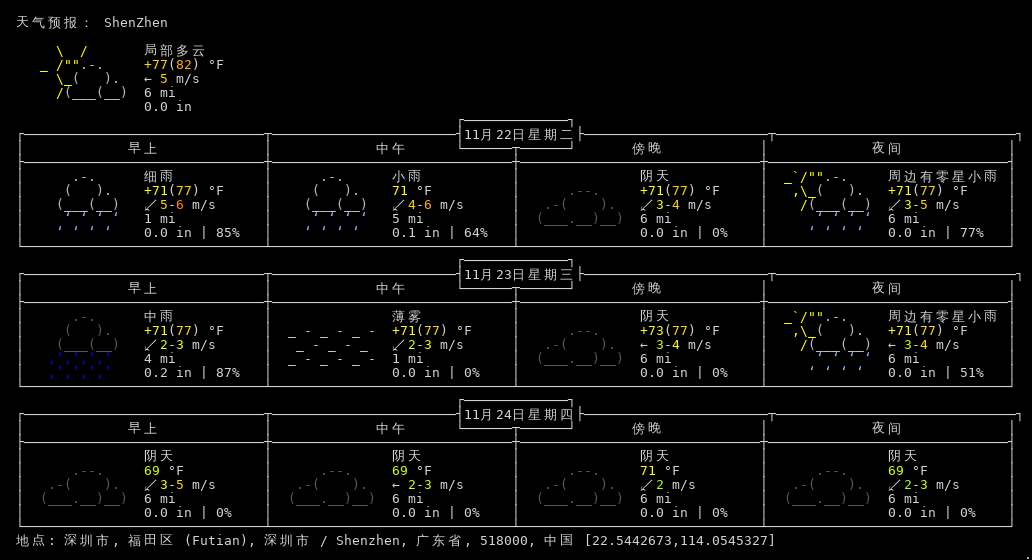 天气预报： ShenZhen
局部多云
+77(82) °F
← 5 m/s
6 mi
0.0 in
11月22日星期二
早上 中午 傍晚 夜间
细雨 小雨 阴天 周边有零星小雨
+71(77) °F 71 °F +71(77) °F +71(77) °F
↙5-6 m/s ↙4-6 m/s ↙3-4 m/s ↙3-5 m/s
1 mi 5 mi 6 mi 6 mi
0.0 in | 85% 0.1 in | 64% 0.0 in | 0% 0.0 in | 77%
11月23日星期三
早上 中午 傍晚 夜间
中雨 薄雾 阴天 周边有零星小雨
+71(77) °F +71(77) °F +73(77) °F +71(77) °F
↙2-3 m/s ↙2-3 m/s ← 3-4 m/s ← 3-4 m/s
4 mi 1 mi 6 mi 6 mi
0.2 in | 87% 0.0 in | 0% 0.0 in | 0% 0.0 in | 51%
11月24日星期四
早上 中午 傍晚 夜间
阴天 阴天 阴天 阴天
69 °F 69 °F 71 °F 69 °F
↙3-5 m/s ← 2-3 m/s ↙2 m/s ↙2-3 m/s
6 mi 6 mi 6 mi 6 mi
0.0 in | 0% 0.0 in | 0% 0.0 in | 0% 0.0 in | 0%
地点: 深圳市, 福田区 (Futian), 深圳市 / Shenzhen, 广东省, 518000, 中国 [22.5442673,114.0545327]